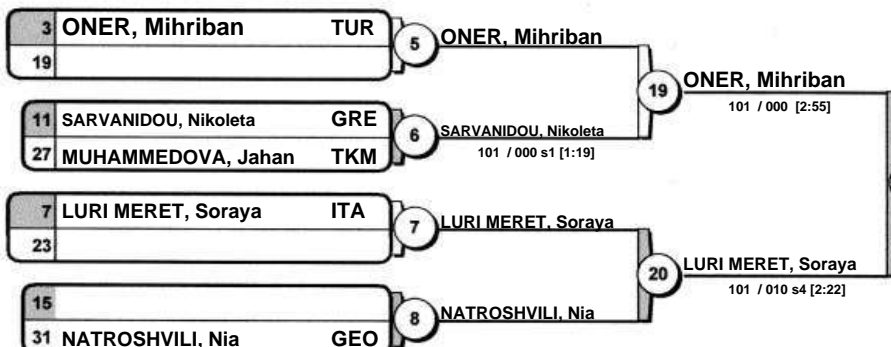 3 ONER, Mihriban TUR
19
5 ONER, Mihriban
11 SARVANIDOU, Nikoleta GRE
27 MUHAMMEDOVA, Jahan TKM
6 SARVANIDOU, Nikoleta
101 / 000 s1 [1:19]
19 ONER, Mihriban
101 / 000 [2:55]
7 LURI MERET, Soraya ITA
23
7 LURI MERET, Soraya
15
31 NATROSHVILI, Nia GEO
8 NATROSHVILI, Nia
20 LURI MERET, Soraya
101 / 010 s4 [2:22]